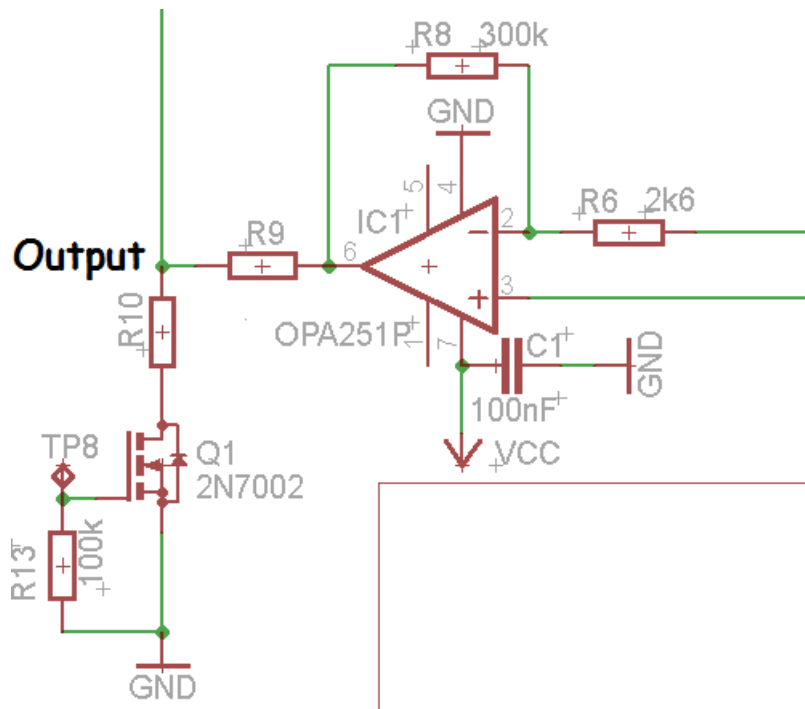 R8 300k
GND
5
4
IC1
2
R6 2k6
R9
6
Output
3
R10
OPA251P
1
7
C1
GND
100nF
VCC
TP8
Q1
2N7002
R13
100k
GND